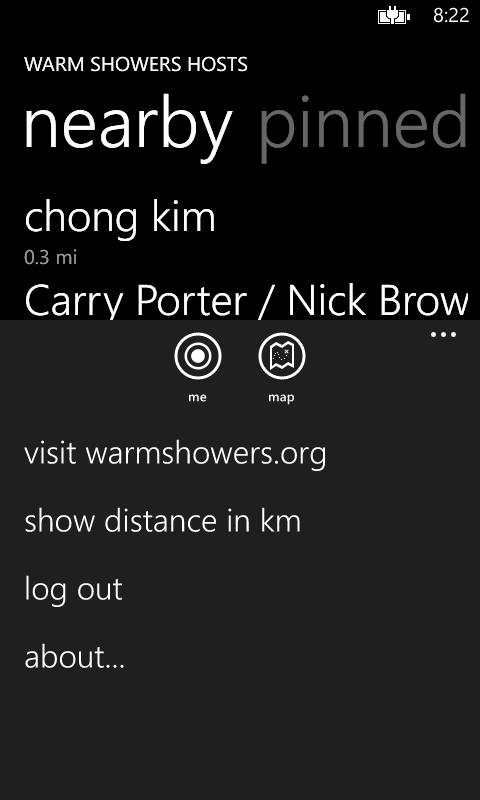 8:22
WARM SHOWERS HOSTS
nearby pinned
chong kim
0.3 mi
Carry Porter / Nick Brow
me map
visit warmshowers.org
show distance in km
log out
about...